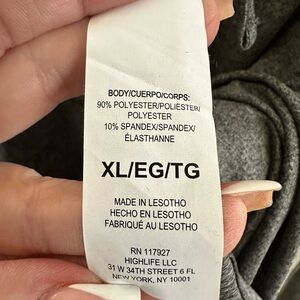 BODY/CUERPO/CORPS:
90% POLYESTER/POLIESTER/
POLYESTER
10% SPANDEX/SPANDEX/
ÉLASTHANNE
XL/EG/TG
MADE IN LESOTHO
HECHO EN LESOTHO
FABRIQUÉ AU LESOTHO
RN 117927
HIGHLIFE LLC
31 W 34TH STREET 6 FL
NEW YORK, NY 10001